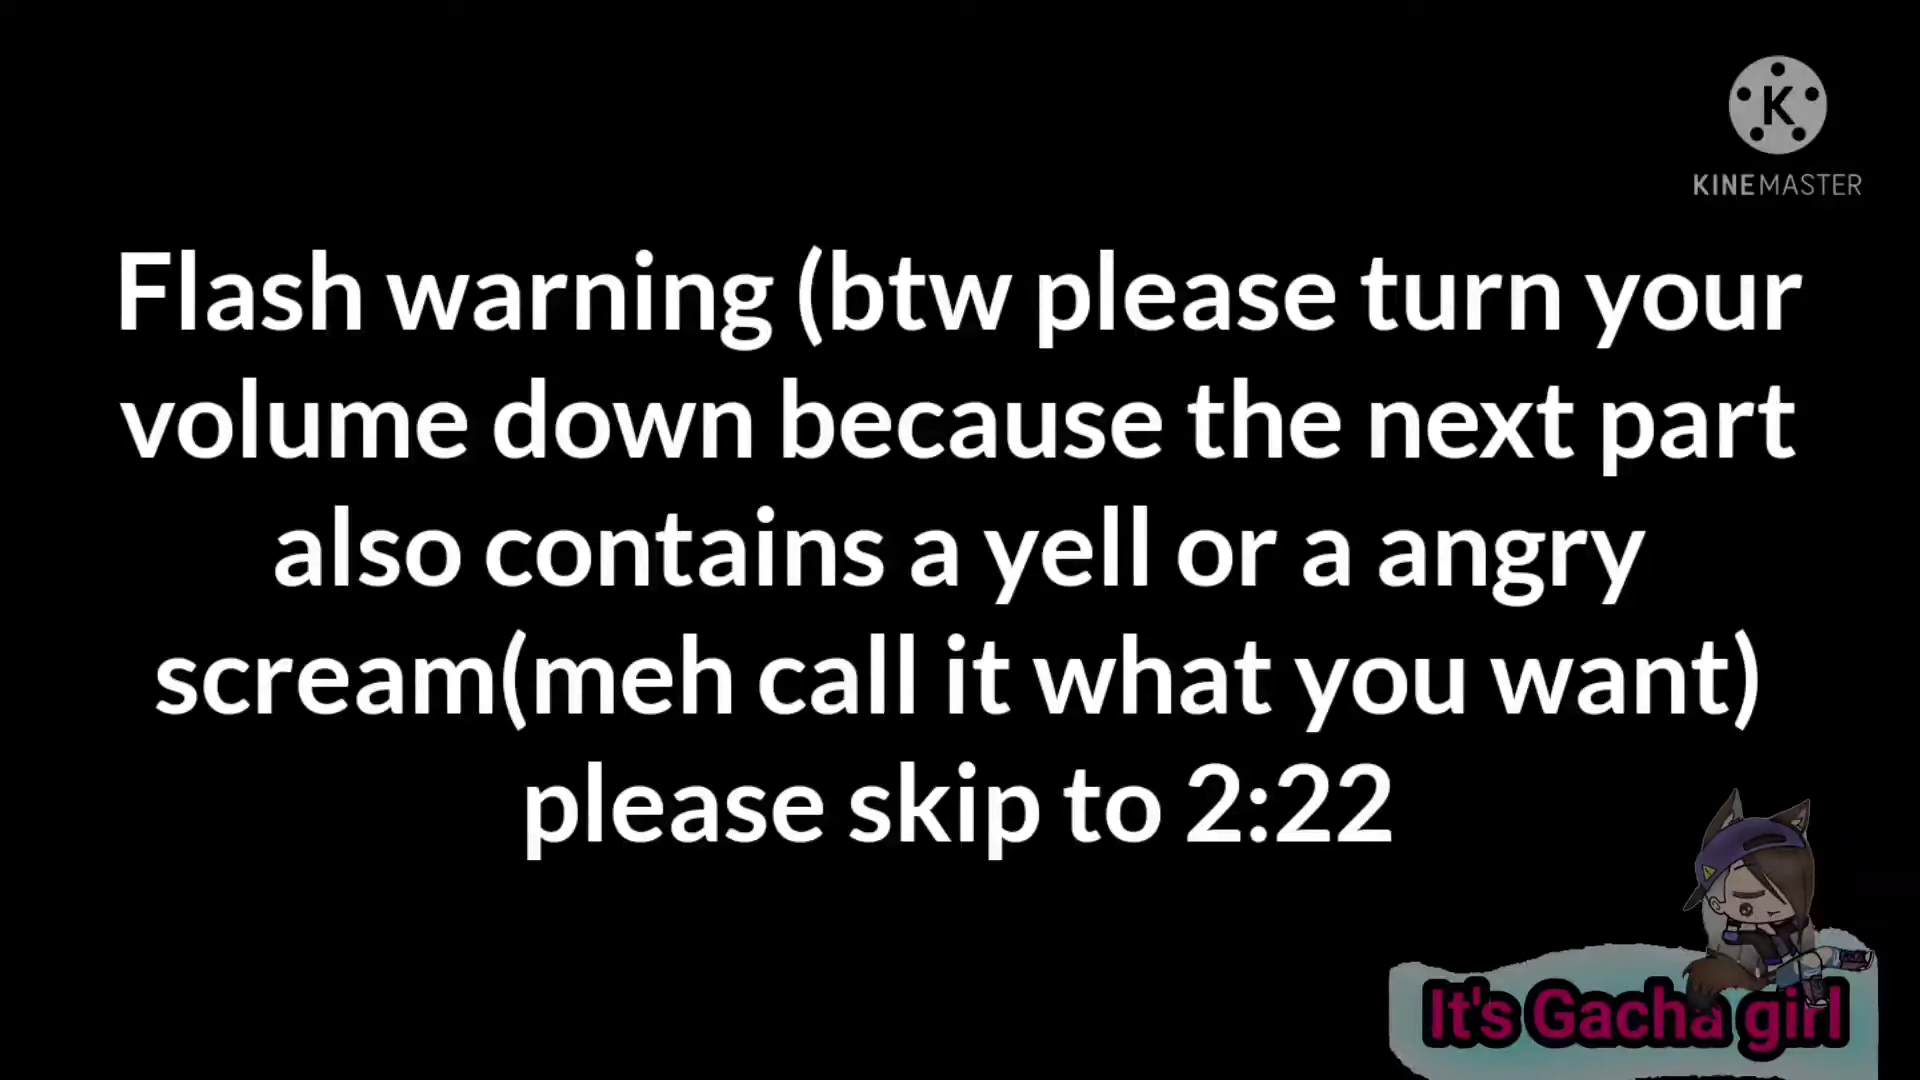 KINEMASTER
Flash warning (btw please turn your
volume down because the next part
also contains a yell or a angry
scream(meh call it what you want)
please skip to 2:22
It's Gacha girl